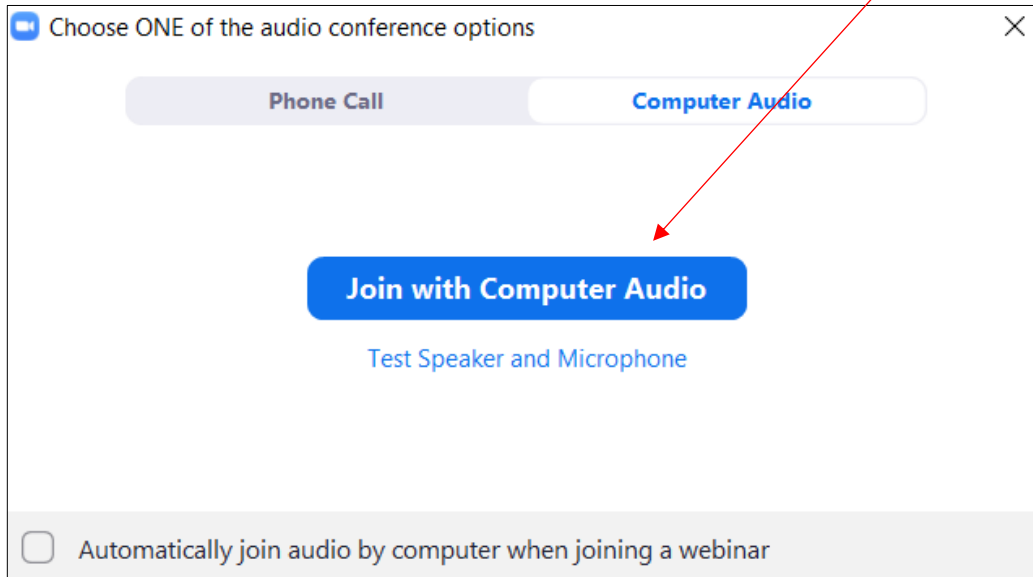 Choose ONE of the audio conference options
Phone Call Computer Audio
Join with Computer Audio
Test Speaker and Microphone
Automatically join audio by computer when joining a webinar